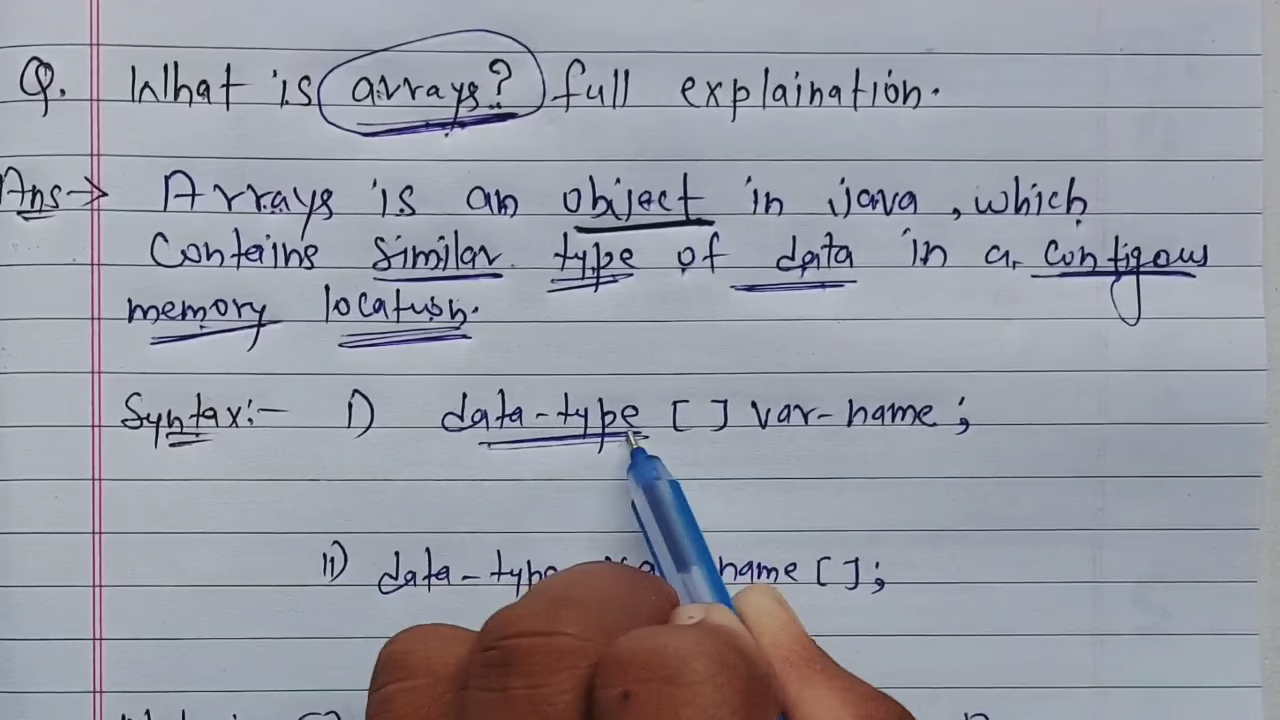 Q. What is arrays? full explaination.
Ans→ Arrays is an object in java, which
Contains similar type of data in a contigous
memory location.
Syntax:- i) data-type [ ] var-name;
ii) data-type name [ ];